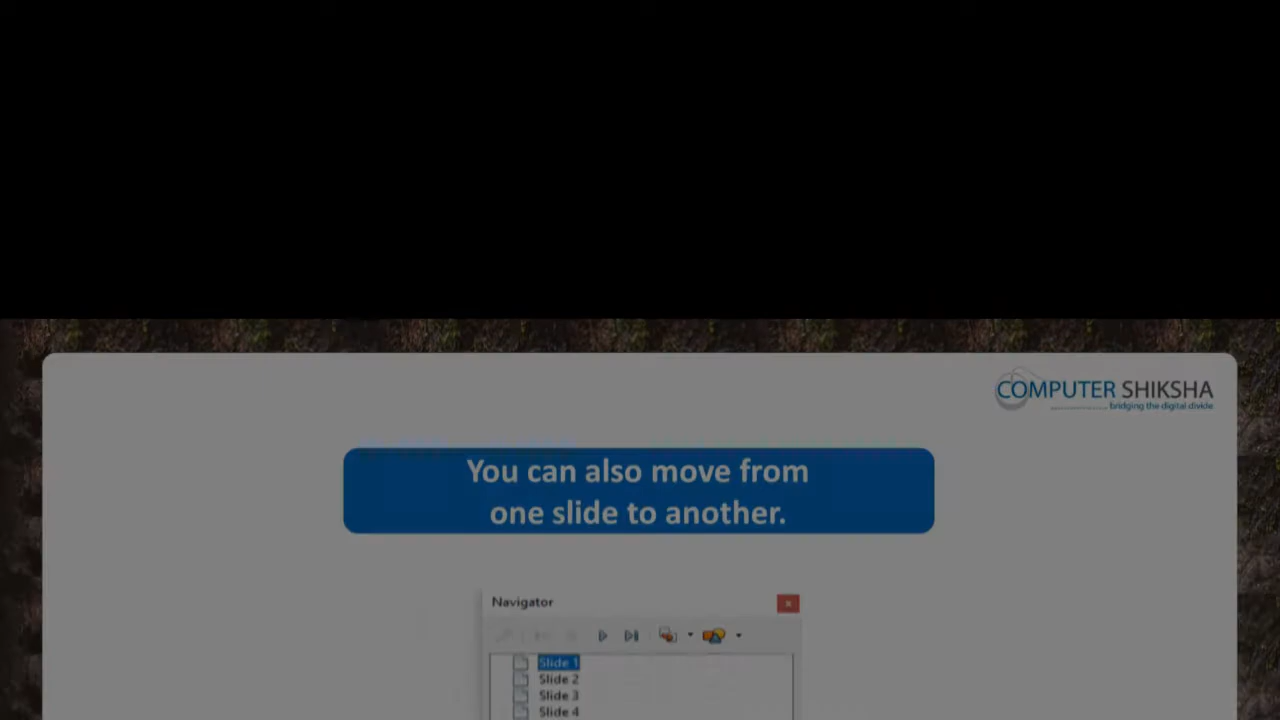 COMPUTER SHIKSHA
bridging the digital divide
You can also move from
one slide to another.
Navigator
Slide 1
Slide 2
Slide 3
Slide 4